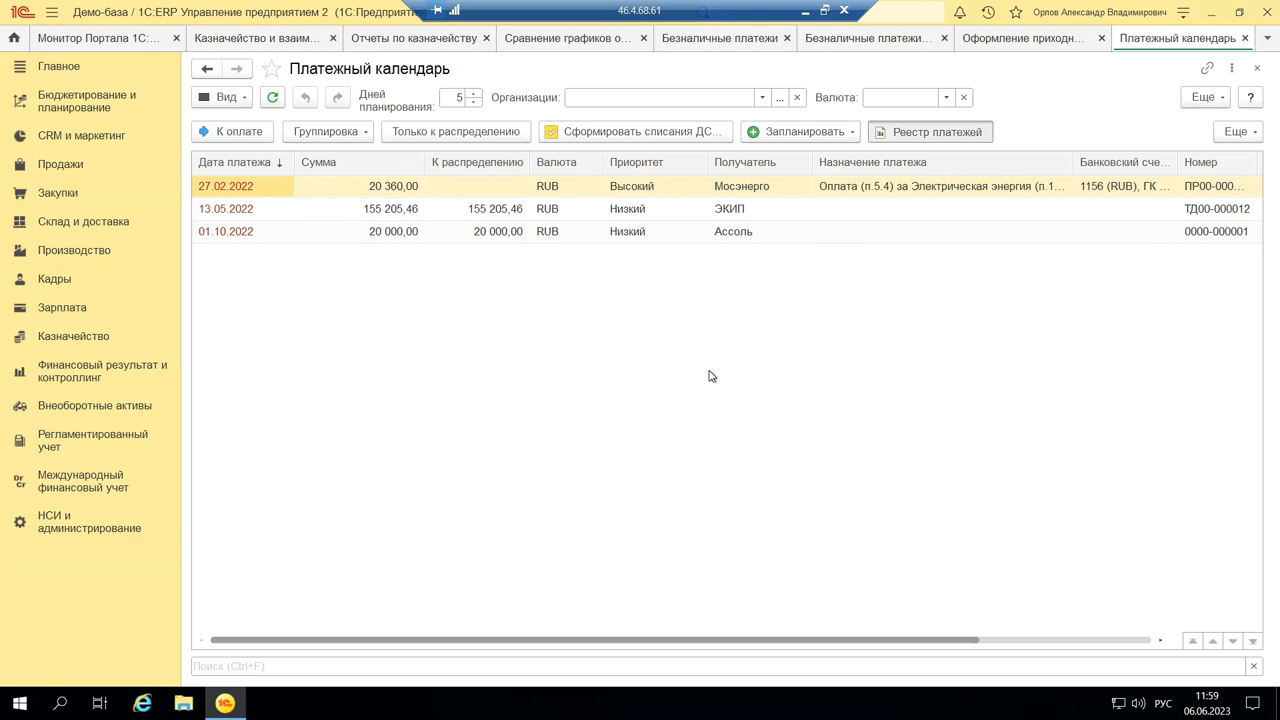 Демо-база / 1С:ERP Управление предприятием 2 (1С:Предприятие
46.4.68.61
Орлов Александр Владимирович
Монитор Портала 1С:...
Казначейство и взаим...
Отчеты по казначейству
Сравнение графиков о...
Безналичные платежи
Безналичные платежи...
Оформление приходн...
Платежный календарь
Главное
Бюджетирование и
планирование
CRM и маркетинг
Продажи
Закупки
Склад и доставка
Производство
Кадры
Зарплата
Казначейство
Финансовый результат и
контроллинг
Внеоборотные активы
Регламентированный
учет
Международный
финансовый учет
НСИ и
администрирование
Платежный календарь
Вид
Дней
планирования:
5
Организации:
...
Валюта:
Еще
?
К оплате
Группировка
Только к распределению
Сформировать списания ДС...
Запланировать
Реестр платежей
Еще
Дата платежа ↓ Сумма К распределению Валюта Приоритет Получатель Назначение платежа Банковский сче... Номер
27.02.2022 20 360,00 RUB Высокий Мосэнерго Оплата (п.5.4) за Электрическая энергия (п.1... 1156 (RUB), ГК ... ПР00-000...
13.05.2022 155 205,46 155 205,46 RUB Низкий ЭКИП ТД00-000012
01.10.2022 20 000,00 20 000,00 RUB Низкий Ассоль 0000-000001
Поиск (Ctrl+F)
РУС
11:59
06.06.2023